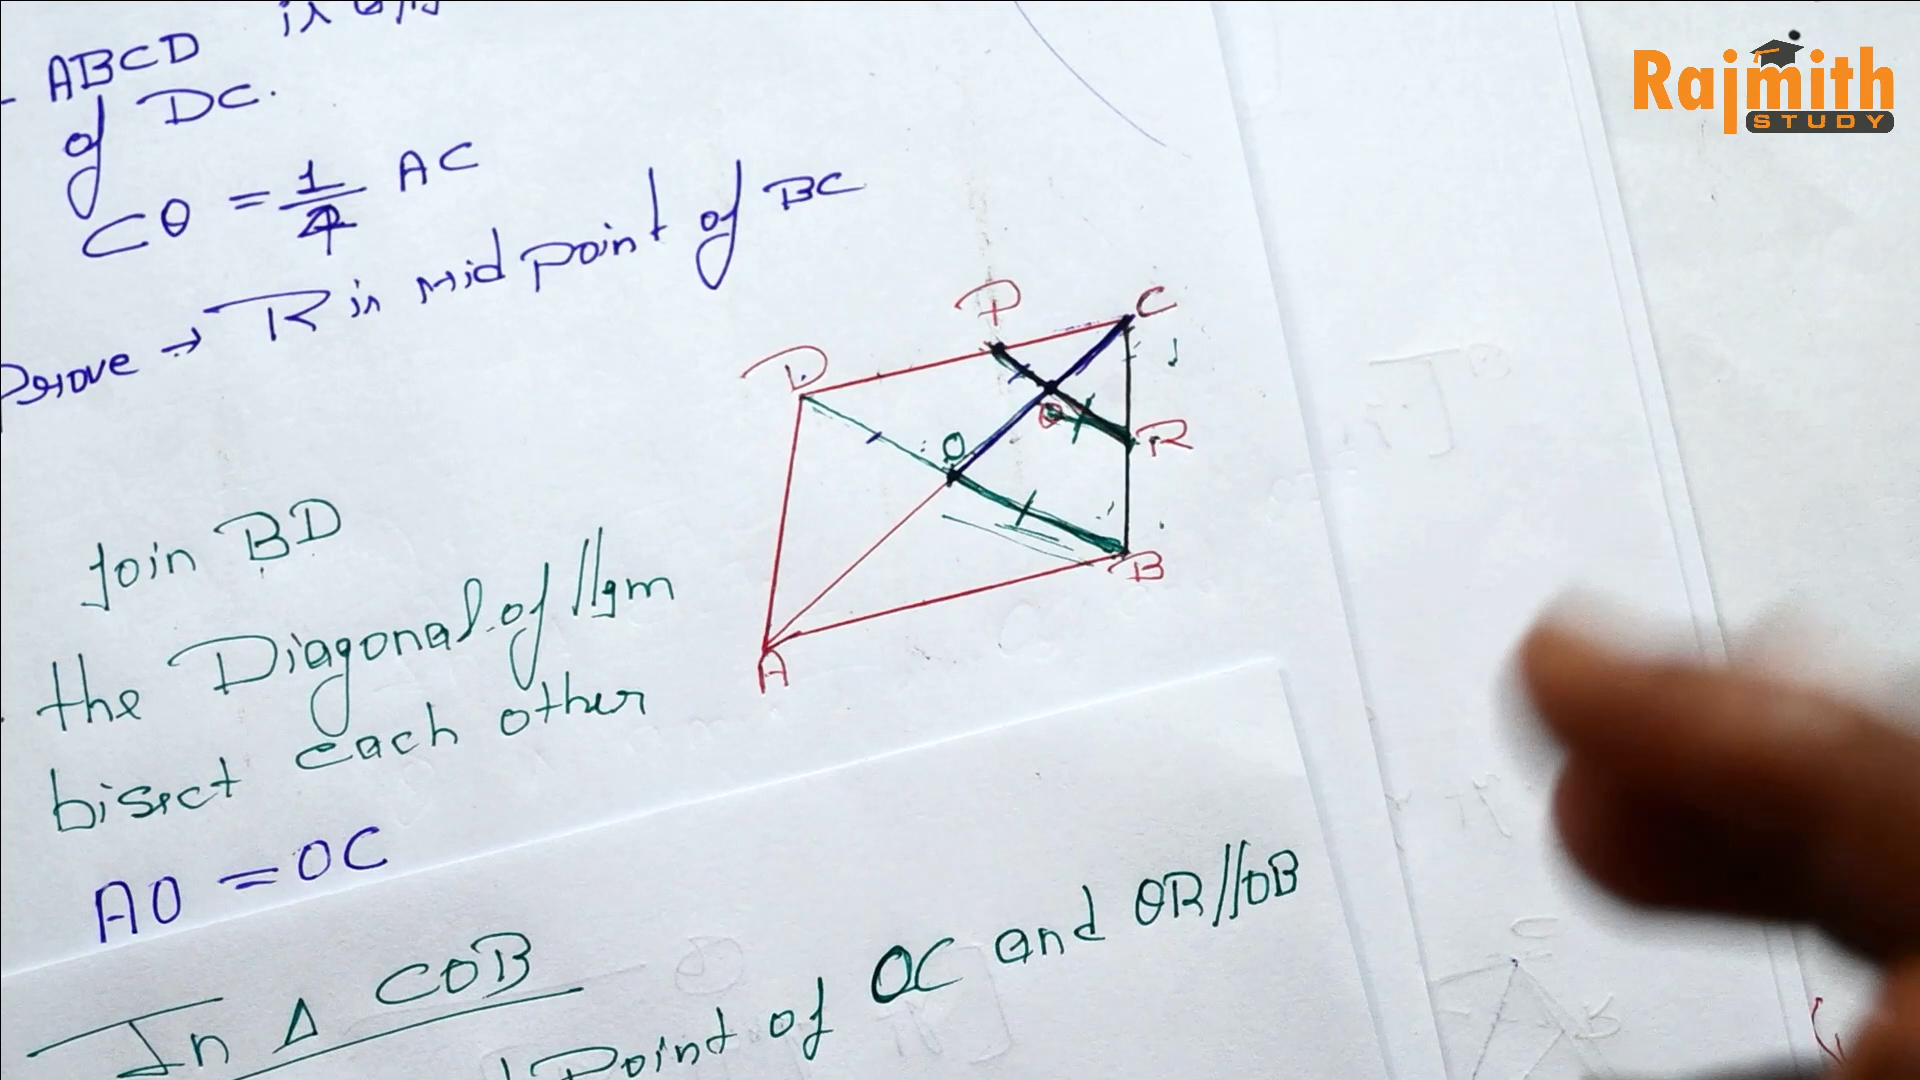 ABCD
of DC.
CQ = 1/4 AC
Prove → R is mid point of BC
P
C
D
Q
O
R
B
A
Join BD
the Diagonal of ||gm
bisect each other
AO = OC
In Δ COB
Point of OC and QR//OB
Rajmith
STUDY